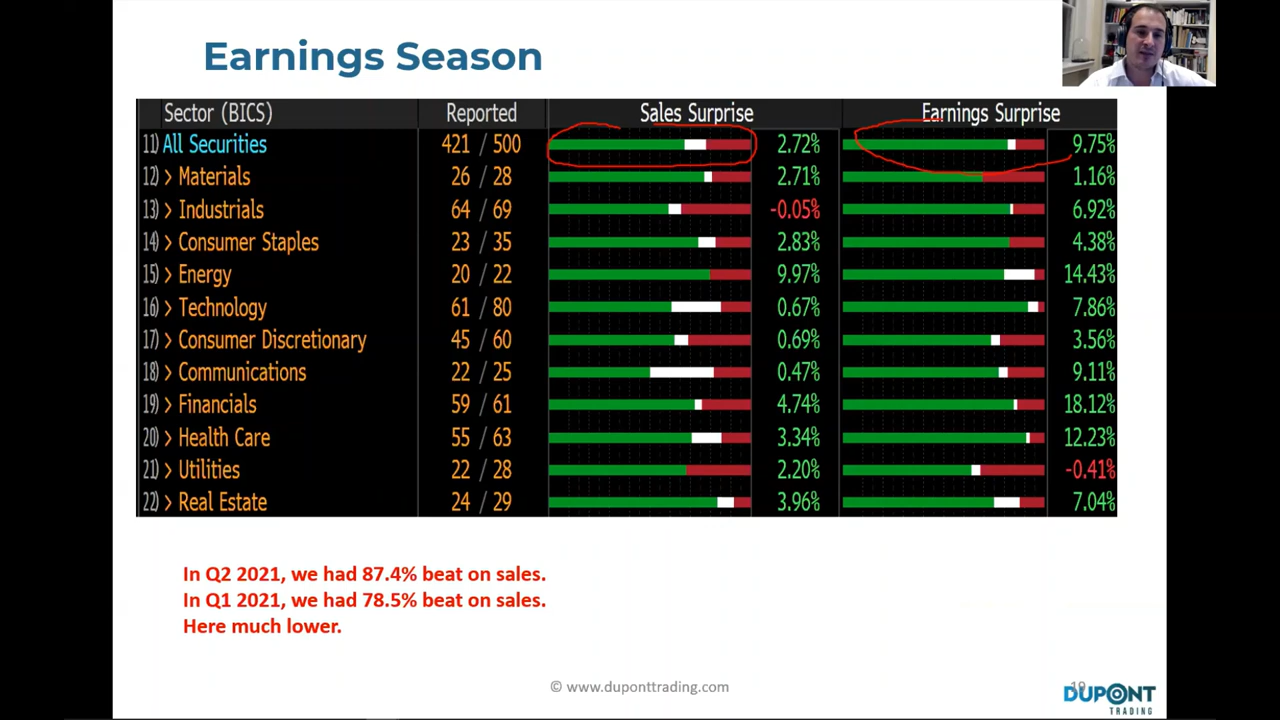 Earnings Season
Sector (BICS) Reported Sales Surprise Earnings Surprise
11) All Securities 421 / 500 2.72% 9.75%
12) > Materials 26 / 28 2.71% 1.16%
13) > Industrials 64 / 69 -0.05% 6.92%
14) > Consumer Staples 23 / 35 2.83% 4.38%
15) > Energy 20 / 22 9.97% 14.43%
16) > Technology 61 / 80 0.67% 7.86%
17) > Consumer Discretionary 45 / 60 0.69% 3.56%
18) > Communications 22 / 25 0.47% 9.11%
19) > Financials 59 / 61 4.74% 18.12%
20) > Health Care 55 / 63 3.34% 12.23%
21) > Utilities 22 / 28 2.20% -0.41%
22) > Real Estate 24 / 29 3.96% 7.04%
In Q2 2021, we had 87.4% beat on sales.
In Q1 2021, we had 78.5% beat on sales.
Here much lower.
© www.duponttrading.com
19
DUPONT
TRADING